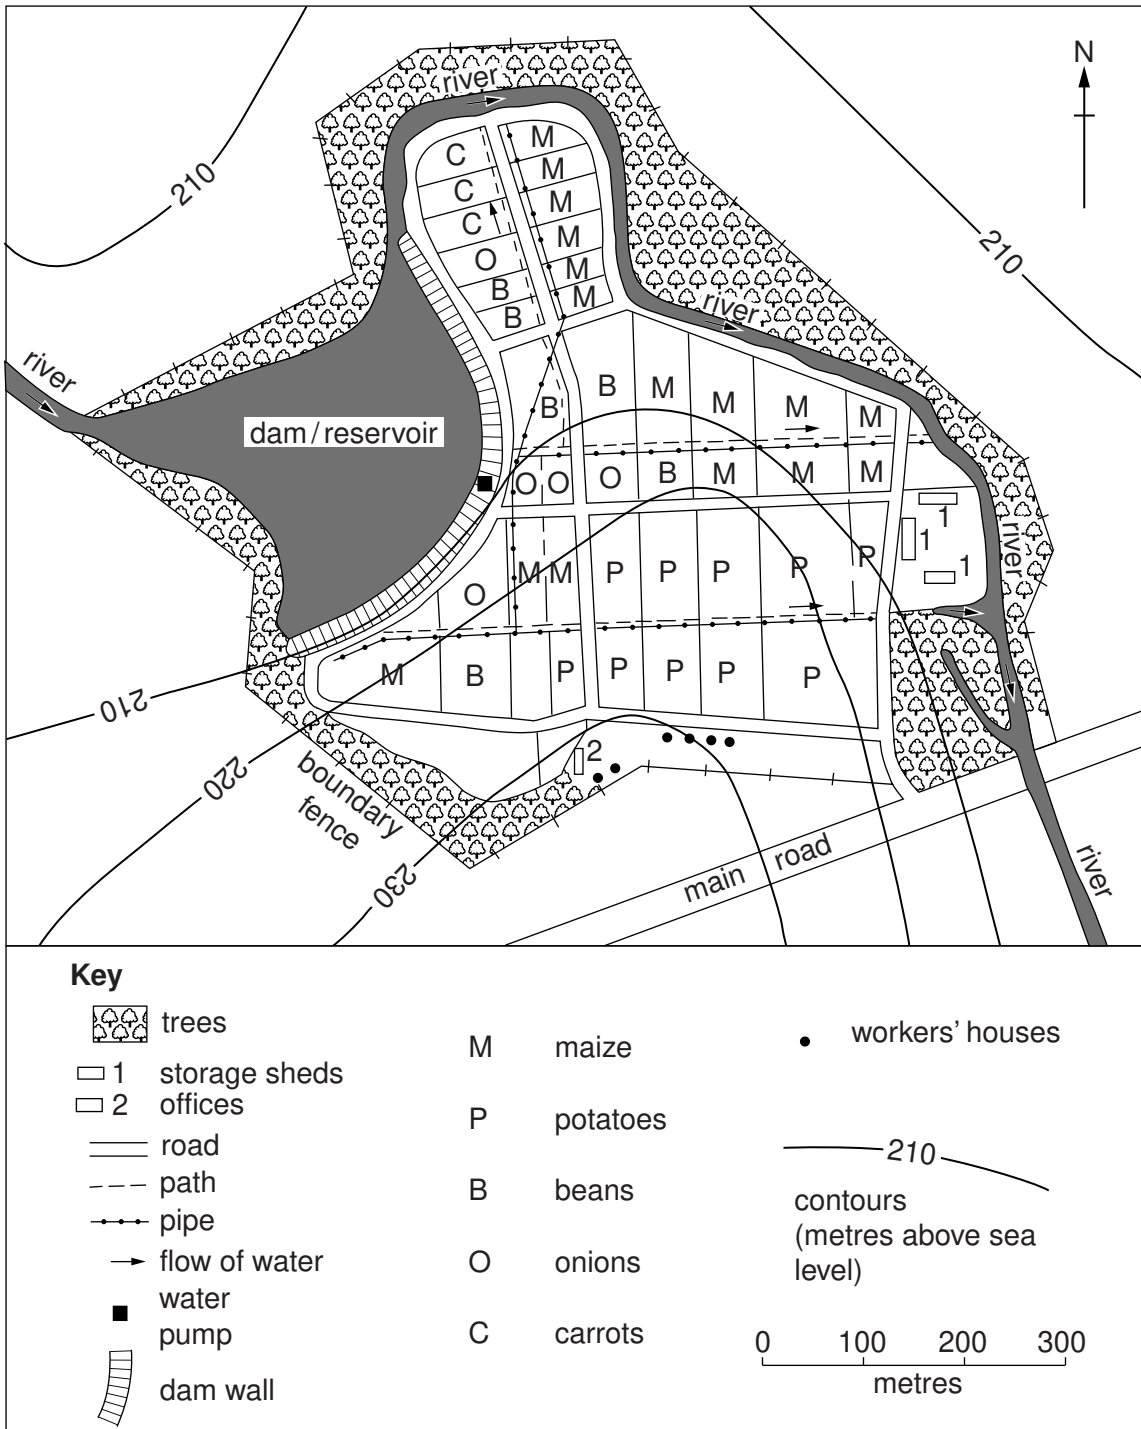 N
river
210
210
C
M
C
M
C
M
O
M
B
M
B
M
river
river
B
B
M
M
M
M
dam / reservoir
O
O
O
B
M
M
M
1
1
1
river
O
M
M
P
P
P
P
P
M
B
P
P
P
P
P
210
220
230
2
boundary
fence
main road
river
Key
trees
1 storage sheds
2 offices
road
path
pipe
flow of water
water
pump
dam wall
M maize
P potatoes
B beans
O onions
C carrots
workers' houses
210
contours
(metres above sea
level)
0 100 200 300
metres